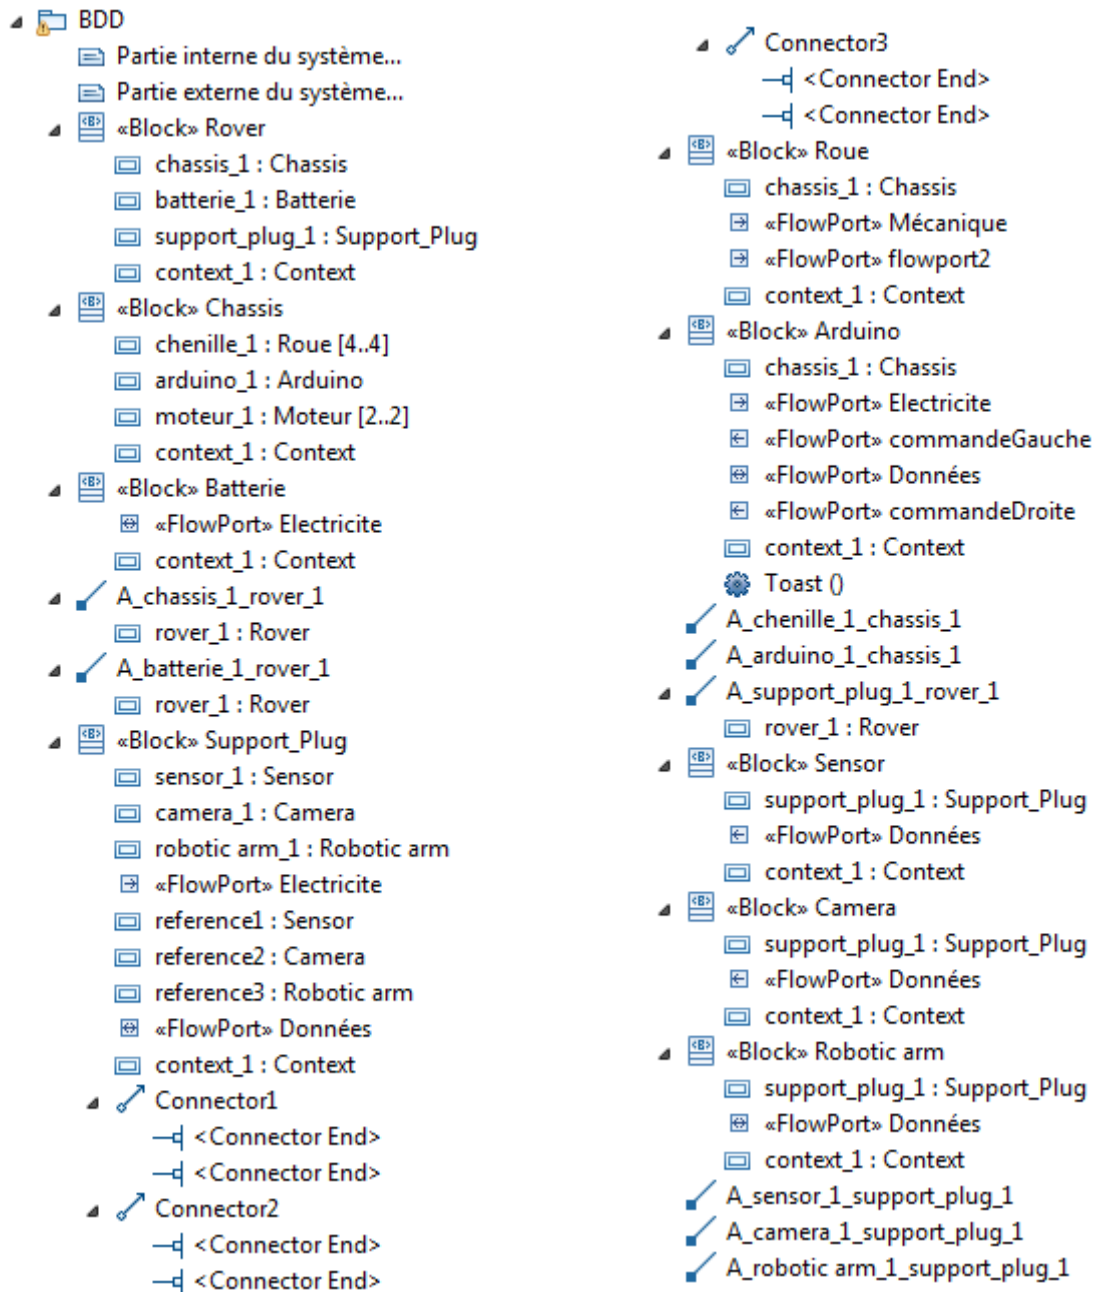 BDD
Partie interne du système...
Partie externe du système...
«Block» Rover
chassis_1 : Chassis
batterie_1 : Batterie
support_plug_1 : Support_Plug
context_1 : Context
«Block» Chassis
chenille_1 : Roue [4..4]
arduino_1 : Arduino
moteur_1 : Moteur [2..2]
context_1 : Context
«Block» Batterie
«FlowPort» Electricite
context_1 : Context
A_chassis_1_rover_1
rover_1 : Rover
A_batterie_1_rover_1
rover_1 : Rover
«Block» Support_Plug
sensor_1 : Sensor
camera_1 : Camera
robotic arm_1 : Robotic arm
«FlowPort» Electricite
reference1 : Sensor
reference2 : Camera
reference3 : Robotic arm
«FlowPort» Données
context_1 : Context
Connector1
<Connector End>
<Connector End>
Connector2
<Connector End>
<Connector End>
Connector3
<Connector End>
<Connector End>
«Block» Roue
chassis_1 : Chassis
«FlowPort» Mécanique
«FlowPort» flowport2
context_1 : Context
«Block» Arduino
chassis_1 : Chassis
«FlowPort» Electricite
«FlowPort» commandeGauche
«FlowPort» Données
«FlowPort» commandeDroite
context_1 : Context
Toast ()
A_chenille_1_chassis_1
A_arduino_1_chassis_1
A_support_plug_1_rover_1
rover_1 : Rover
«Block» Sensor
support_plug_1 : Support_Plug
«FlowPort» Données
context_1 : Context
«Block» Camera
support_plug_1 : Support_Plug
«FlowPort» Données
context_1 : Context
«Block» Robotic arm
support_plug_1 : Support_Plug
«FlowPort» Données
context_1 : Context
A_sensor_1_support_plug_1
A_camera_1_support_plug_1
A_robotic arm_1_support_plug_1